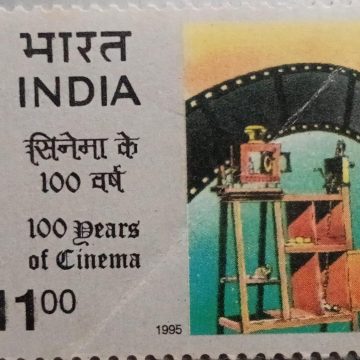 भारत
INDIA
सिनेमा के
100 वर्ष
100 Years
of Cinema
1100
1995